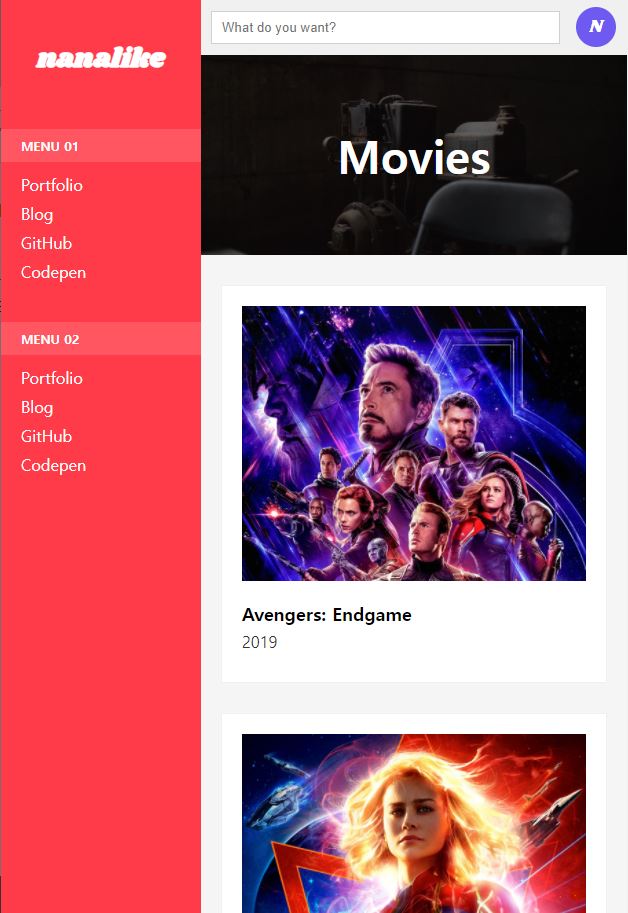 nanalike
MENU 01
Portfolio
Blog
GitHub
Codepen
MENU 02
Portfolio
Blog
GitHub
Codepen
What do you want?
N
Movies
Avengers: Endgame
2019